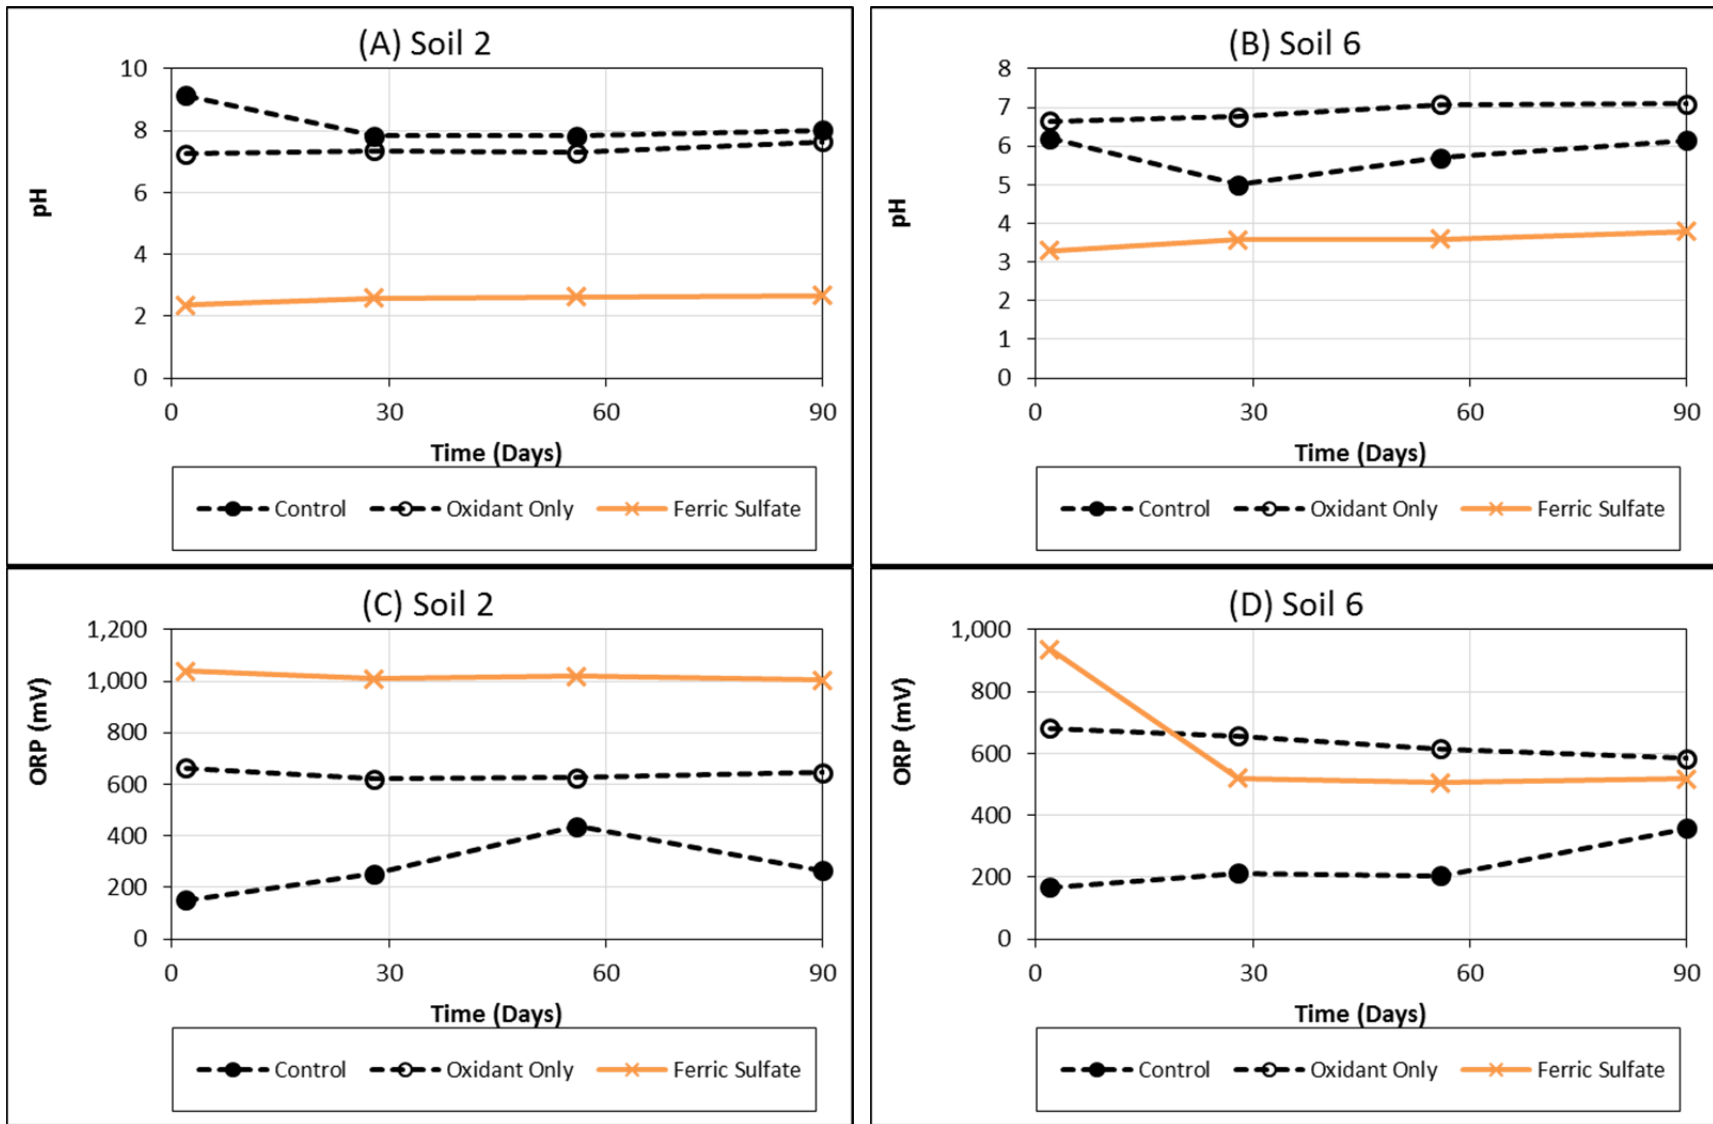 (A) Soil 2
10
8
6
4
2
0
pH
0 30 60 90
Time (Days)
Control Oxidant Only Ferric Sulfate
(B) Soil 6
8
7
6
5
4
3
2
1
0
pH
0 30 60 90
Time (Days)
Control Oxidant Only Ferric Sulfate
(C) Soil 2
1,200
1,000
800
600
400
200
0
ORP (mV)
0 30 60 90
Time (Days)
Control Oxidant Only Ferric Sulfate
(D) Soil 6
1,000
800
600
400
200
0
ORP (mV)
0 30 60 90
Time (Days)
Control Oxidant Only Ferric Sulfate